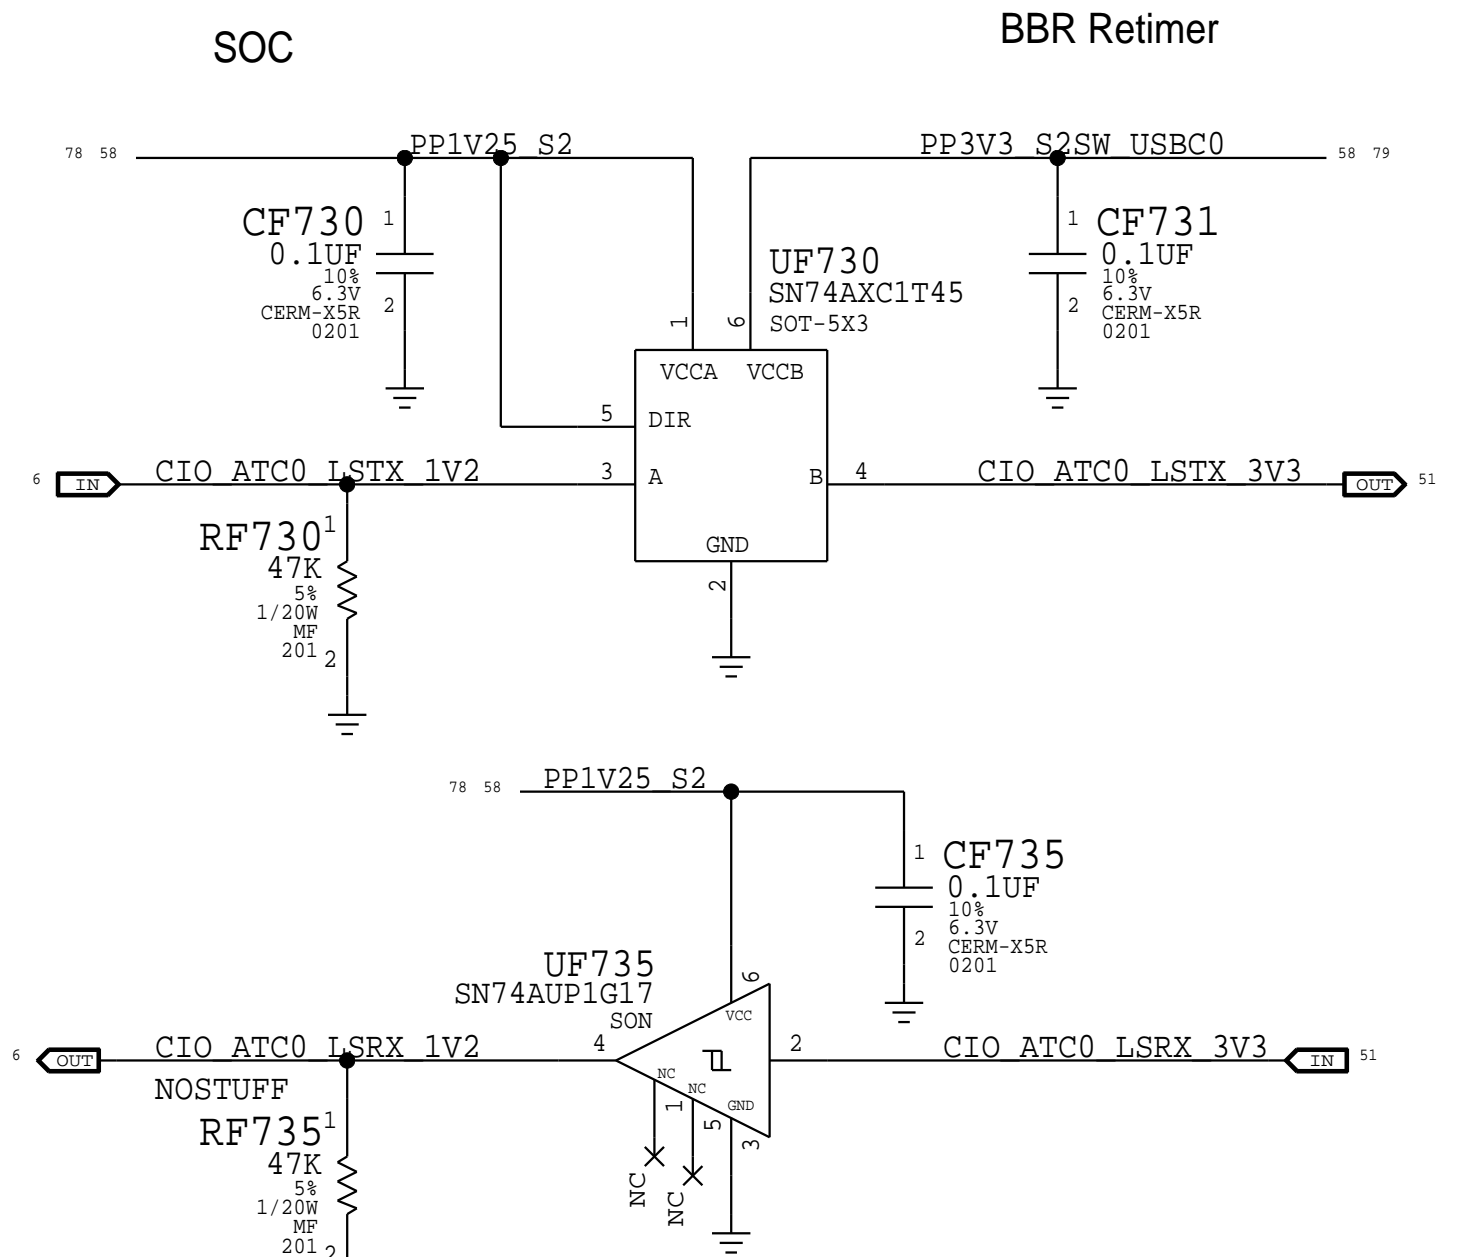 SOC
BBR Retimer
78 58
PP1V25_S2
PP3V3_S2SW_USBC0
58 79
CF730
1
0.1UF
10%
6.3V
2
CERM-X5R
0201
1
CF731
0.1UF
10%
6.3V
2
CERM-X5R
0201
UF730
SN74AXC1T45
SOT-5X3
1
6
VCCA
VCCB
5
DIR
6
IN
CIO_ATC0_LSTX_1V2
3
A
B
4
CIO_ATC0_LSTX_3V3
OUT
51
GND
2
RF730
1
47K
5%
1/20W
MF
201
2
78 58
PP1V25_S2
1
CF735
0.1UF
10%
6.3V
2
CERM-X5R
0201
UF735
SN74AUP1G17
SON
6
VCC
6
OUT
CIO_ATC0_LSRX_1V2
4
2
CIO_ATC0_LSRX_3V3
IN
51
NC
NC
GND
1
5
3
NC
NC
NOSTUFF
RF735
1
47K
5%
1/20W
MF
201
2